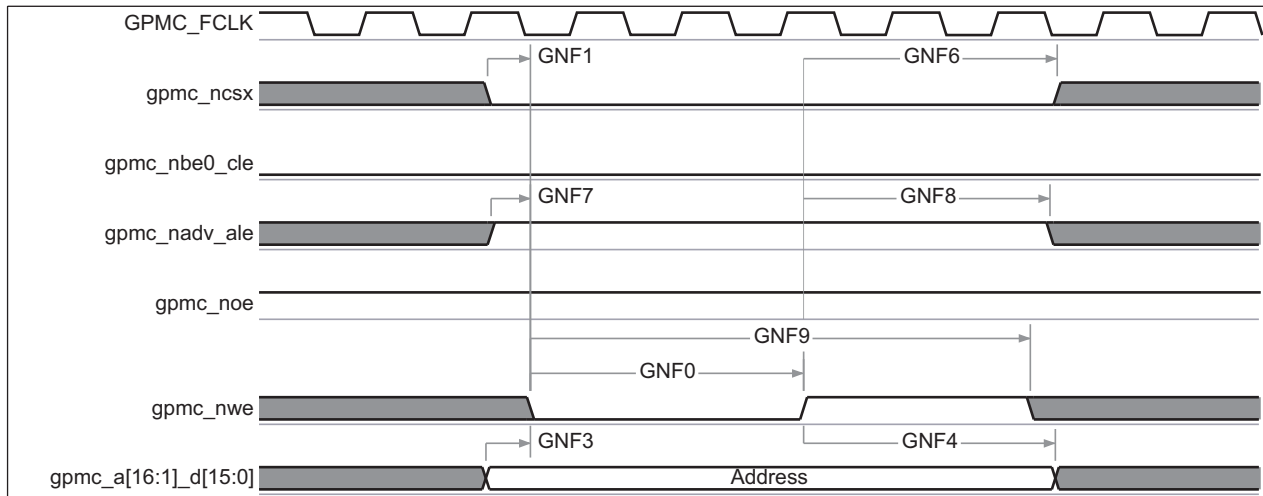 GPMC_FCLK
GNF1
GNF6
gpmc_ncsx
gpmc_nbe0_cle
GNF7
GNF8
gpmc_nadv_ale
gpmc_noe
GNF9
GNF0
gpmc_nwe
GNF3
GNF4
gpmc_a[16:1]_d[15:0]
Address